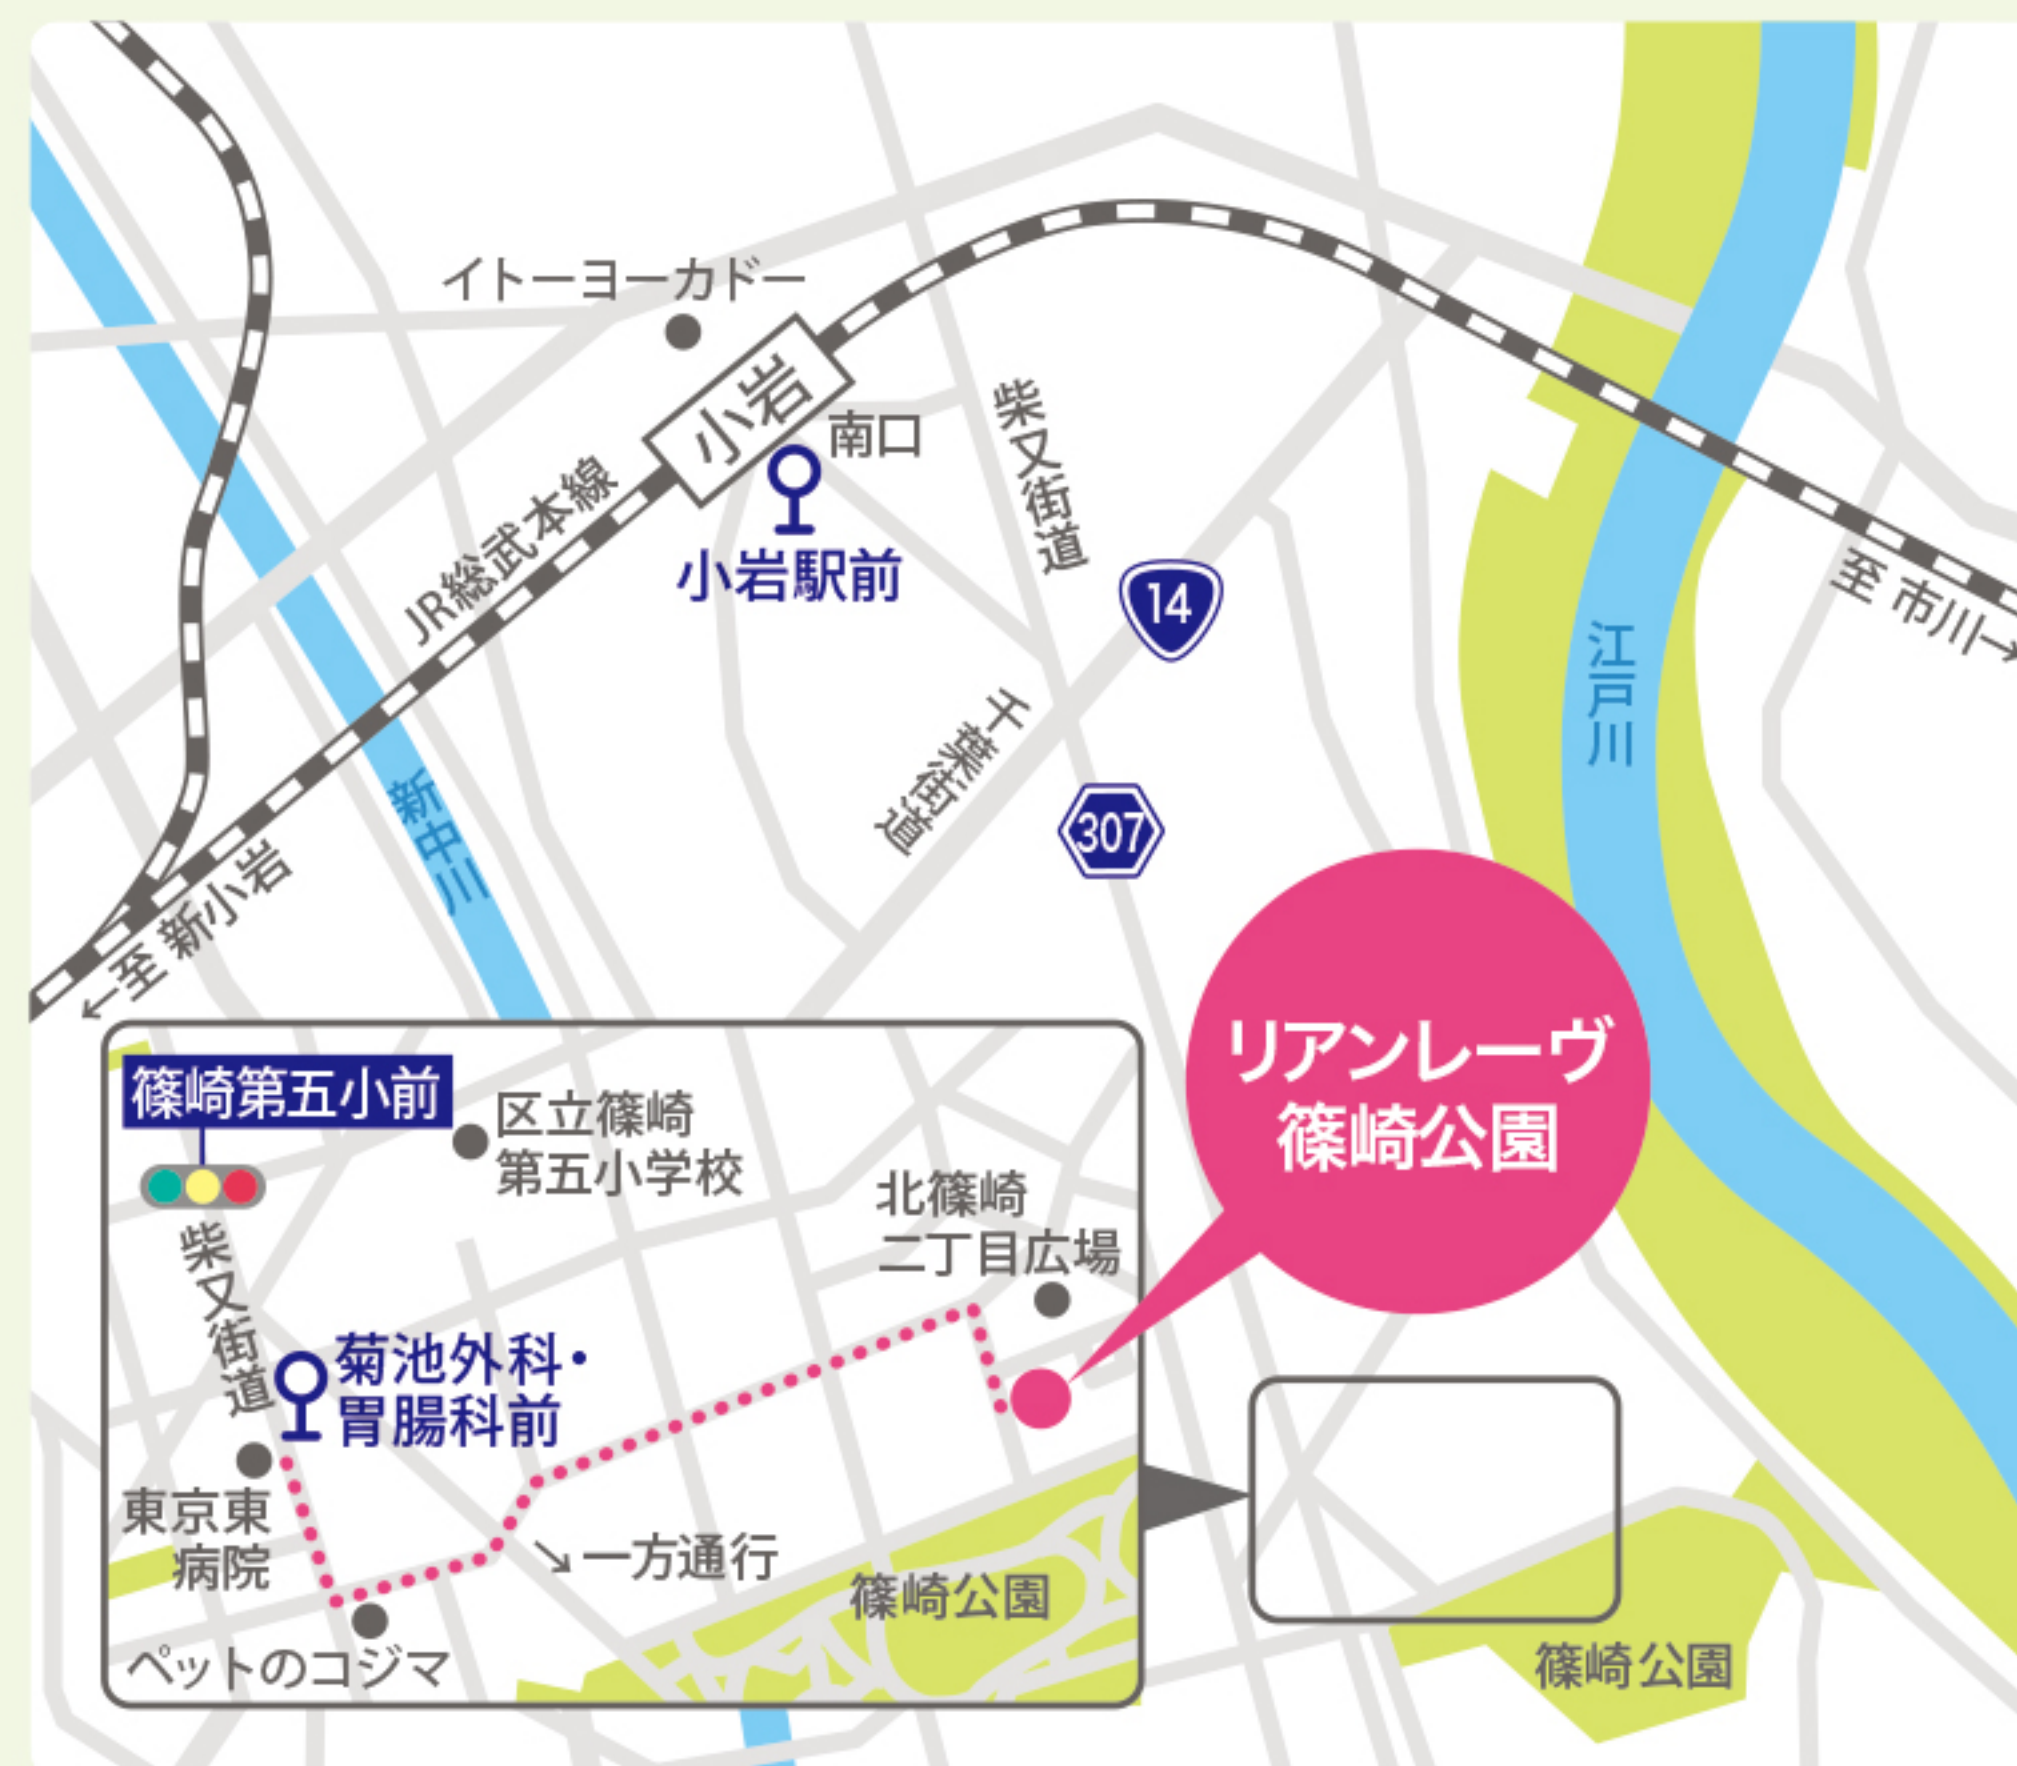 イトーヨーカドー
小岩
南口
小岩駅前
JR総武本線
柴又街道
14
千葉街道
307
江戸川
至 市川→
新中川
←至 新小岩
リアンレーヴ
篠崎公園
篠崎第五小前
区立篠崎
第五小学校
北篠崎
二丁目広場
柴又街道
菊池外科・
胃腸科前
東京東
病院
↘一方通行
篠崎公園
ペットのコジマ
篠崎公園